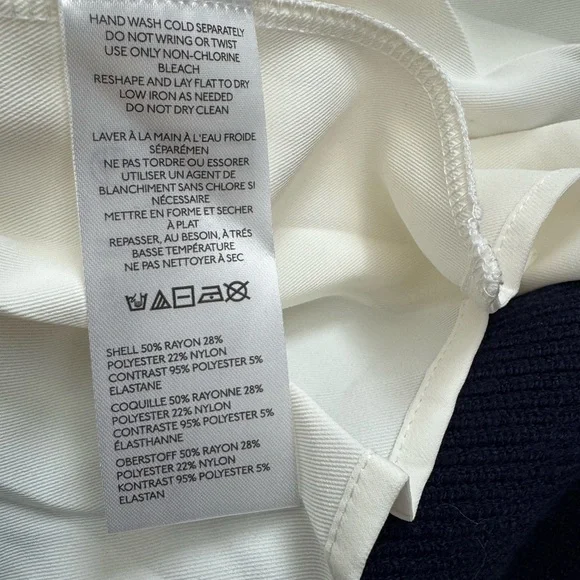 HAND WASH COLD SEPARATELY
DO NOT WRING OR TWIST
USE ONLY NON-CHLORINE
BLEACH
RESHAPE AND LAY FLAT TO DRY
LOW IRON AS NEEDED
DO NOT DRY CLEAN
LAVER À LA MAIN À L'EAU FROIDE
SÉPARÉMEN
NE PAS TORDRE OU ESSORER
UTILISER UN AGENT DE
BLANCHIMENT SANS CHLORE SI
NÉCESSAIRE
METTRE EN FORME ET SECHER
À PLAT
REPASSER, AU BESOIN, À TRÉS
BASSE TEMPÉRATURE
NE PAS NETTOYER À SEC
SHELL 50% RAYON 28%
POLYESTER 22% NYLON
CONTRAST 95% POLYESTER 5%
ELASTANE
COQUILLE 50% RAYONNE 28%
POLYESTER 22% NYLON
CONTRASTE 95% POLYESTER 5%
ÉLASTHANNE
OBERSTOFF 50% RAYON 28%
POLYESTER 22% NYLON
KONTRAST 95% POLYESTER 5%
ELASTAN